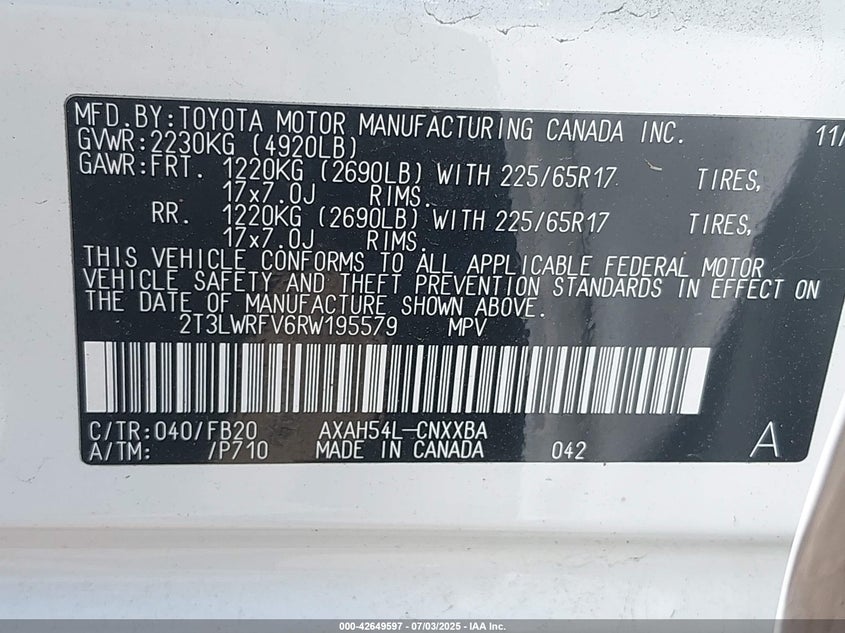 MFD.BY:TOYOTA MOTOR MANUFACTURING CANADA INC. 11/
GVWR:2230KG (4920LB)
GAWR:FRT. 1220KG (2690LB) WITH 225/65R17 TIRES,
17x7.0J RIMS.
RR. 1220KG (2690LB) WITH 225/65R17 TIRES,
17x7.0J RIMS.
THIS VEHICLE CONFORMS TO ALL APPLICABLE FEDERAL MOTOR
VEHICLE SAFETY AND THEFT PREVENTION STANDARDS IN EFFECT ON
THE DATE OF MANUFACTURE SHOWN ABOVE.
2T3LWRFV6RW195579 MPV
C/TR:040/FB20 AXAH54L-CNXXBA
A/TM: /P710 MADE IN CANADA 042 A
000-42649597 - 07/03/2025 - IAA Inc.